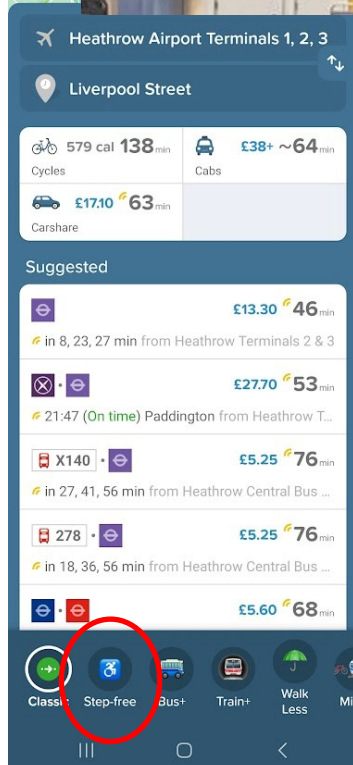 Heathrow Airport Terminals 1, 2, 3
Liverpool Street
579 cal 138 min
Cycles
£38+ ~64 min
Cabs
£17.10 63 min
Carshare
Suggested
£13.30 46 min
in 8, 23, 27 min from Heathrow Terminals 2 & 3
£27.70 53 min
21:47 (On time) Paddington from Heathrow T...
X140 · £5.25 76 min
in 27, 41, 56 min from Heathrow Central Bus ...
278 · £5.25 76 min
in 18, 36, 56 min from Heathrow Central Bus ...
£5.60 68 min
Classic Step-free Bus+ Train+ Walk Less Mi